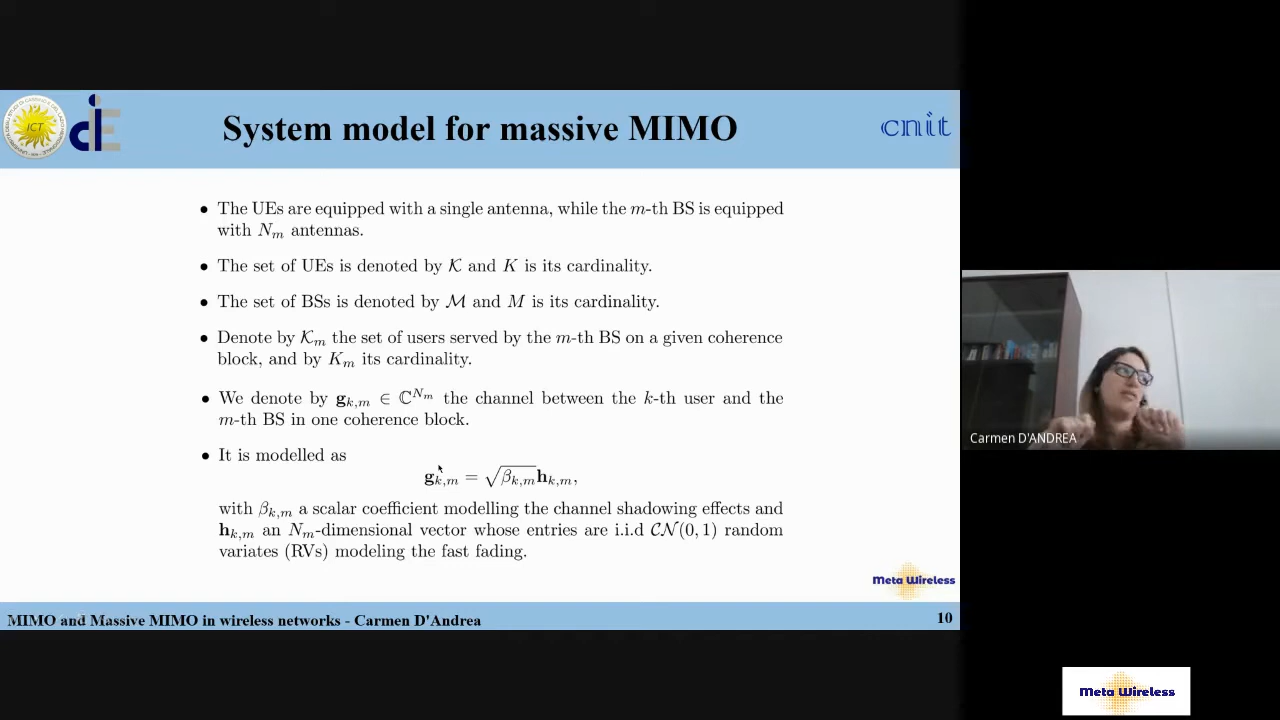 ICT
System model for massive MIMO
cnit
• The UEs are equipped with a single antenna, while the m-th BS is equipped
with N_m antennas.
• The set of UEs is denoted by 𝒦 and K is its cardinality.
• The set of BSs is denoted by ℳ and M is its cardinality.
• Denote by 𝒦_m the set of users served by the m-th BS on a given coherence
block, and by K_m its cardinality.
• We denote by g_{k,m} ∈ ℂ^{N_m} the channel between the k-th user and the
m-th BS in one coherence block.
• It is modelled as
g_{k,m} = √β_{k,m} h_{k,m},
with β_{k,m} a scalar coefficient modelling the channel shadowing effects and
h_{k,m} an N_m-dimensional vector whose entries are i.i.d 𝒞𝒩(0, 1) random
variates (RVs) modeling the fast fading.
Meta Wireless
MIMO and Massive MIMO in wireless networks - Carmen D'Andrea
10
Carmen D'ANDREA
Meta Wireless